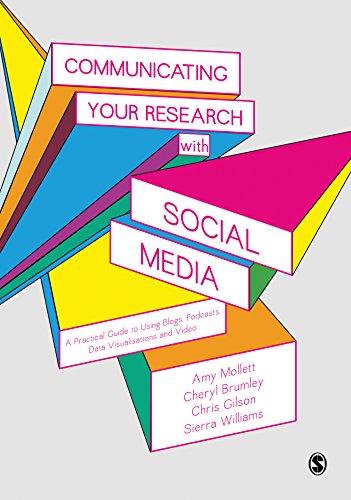 COMMUNICATING
YOUR RESEARCH
with
SOCIAL
MEDIA
A Practical Guide to Using Blogs, Podcasts,
Data Visualisations and Video
Amy Mollett
Cheryl Brumley
Chris Gilson
Sierra Williams
S